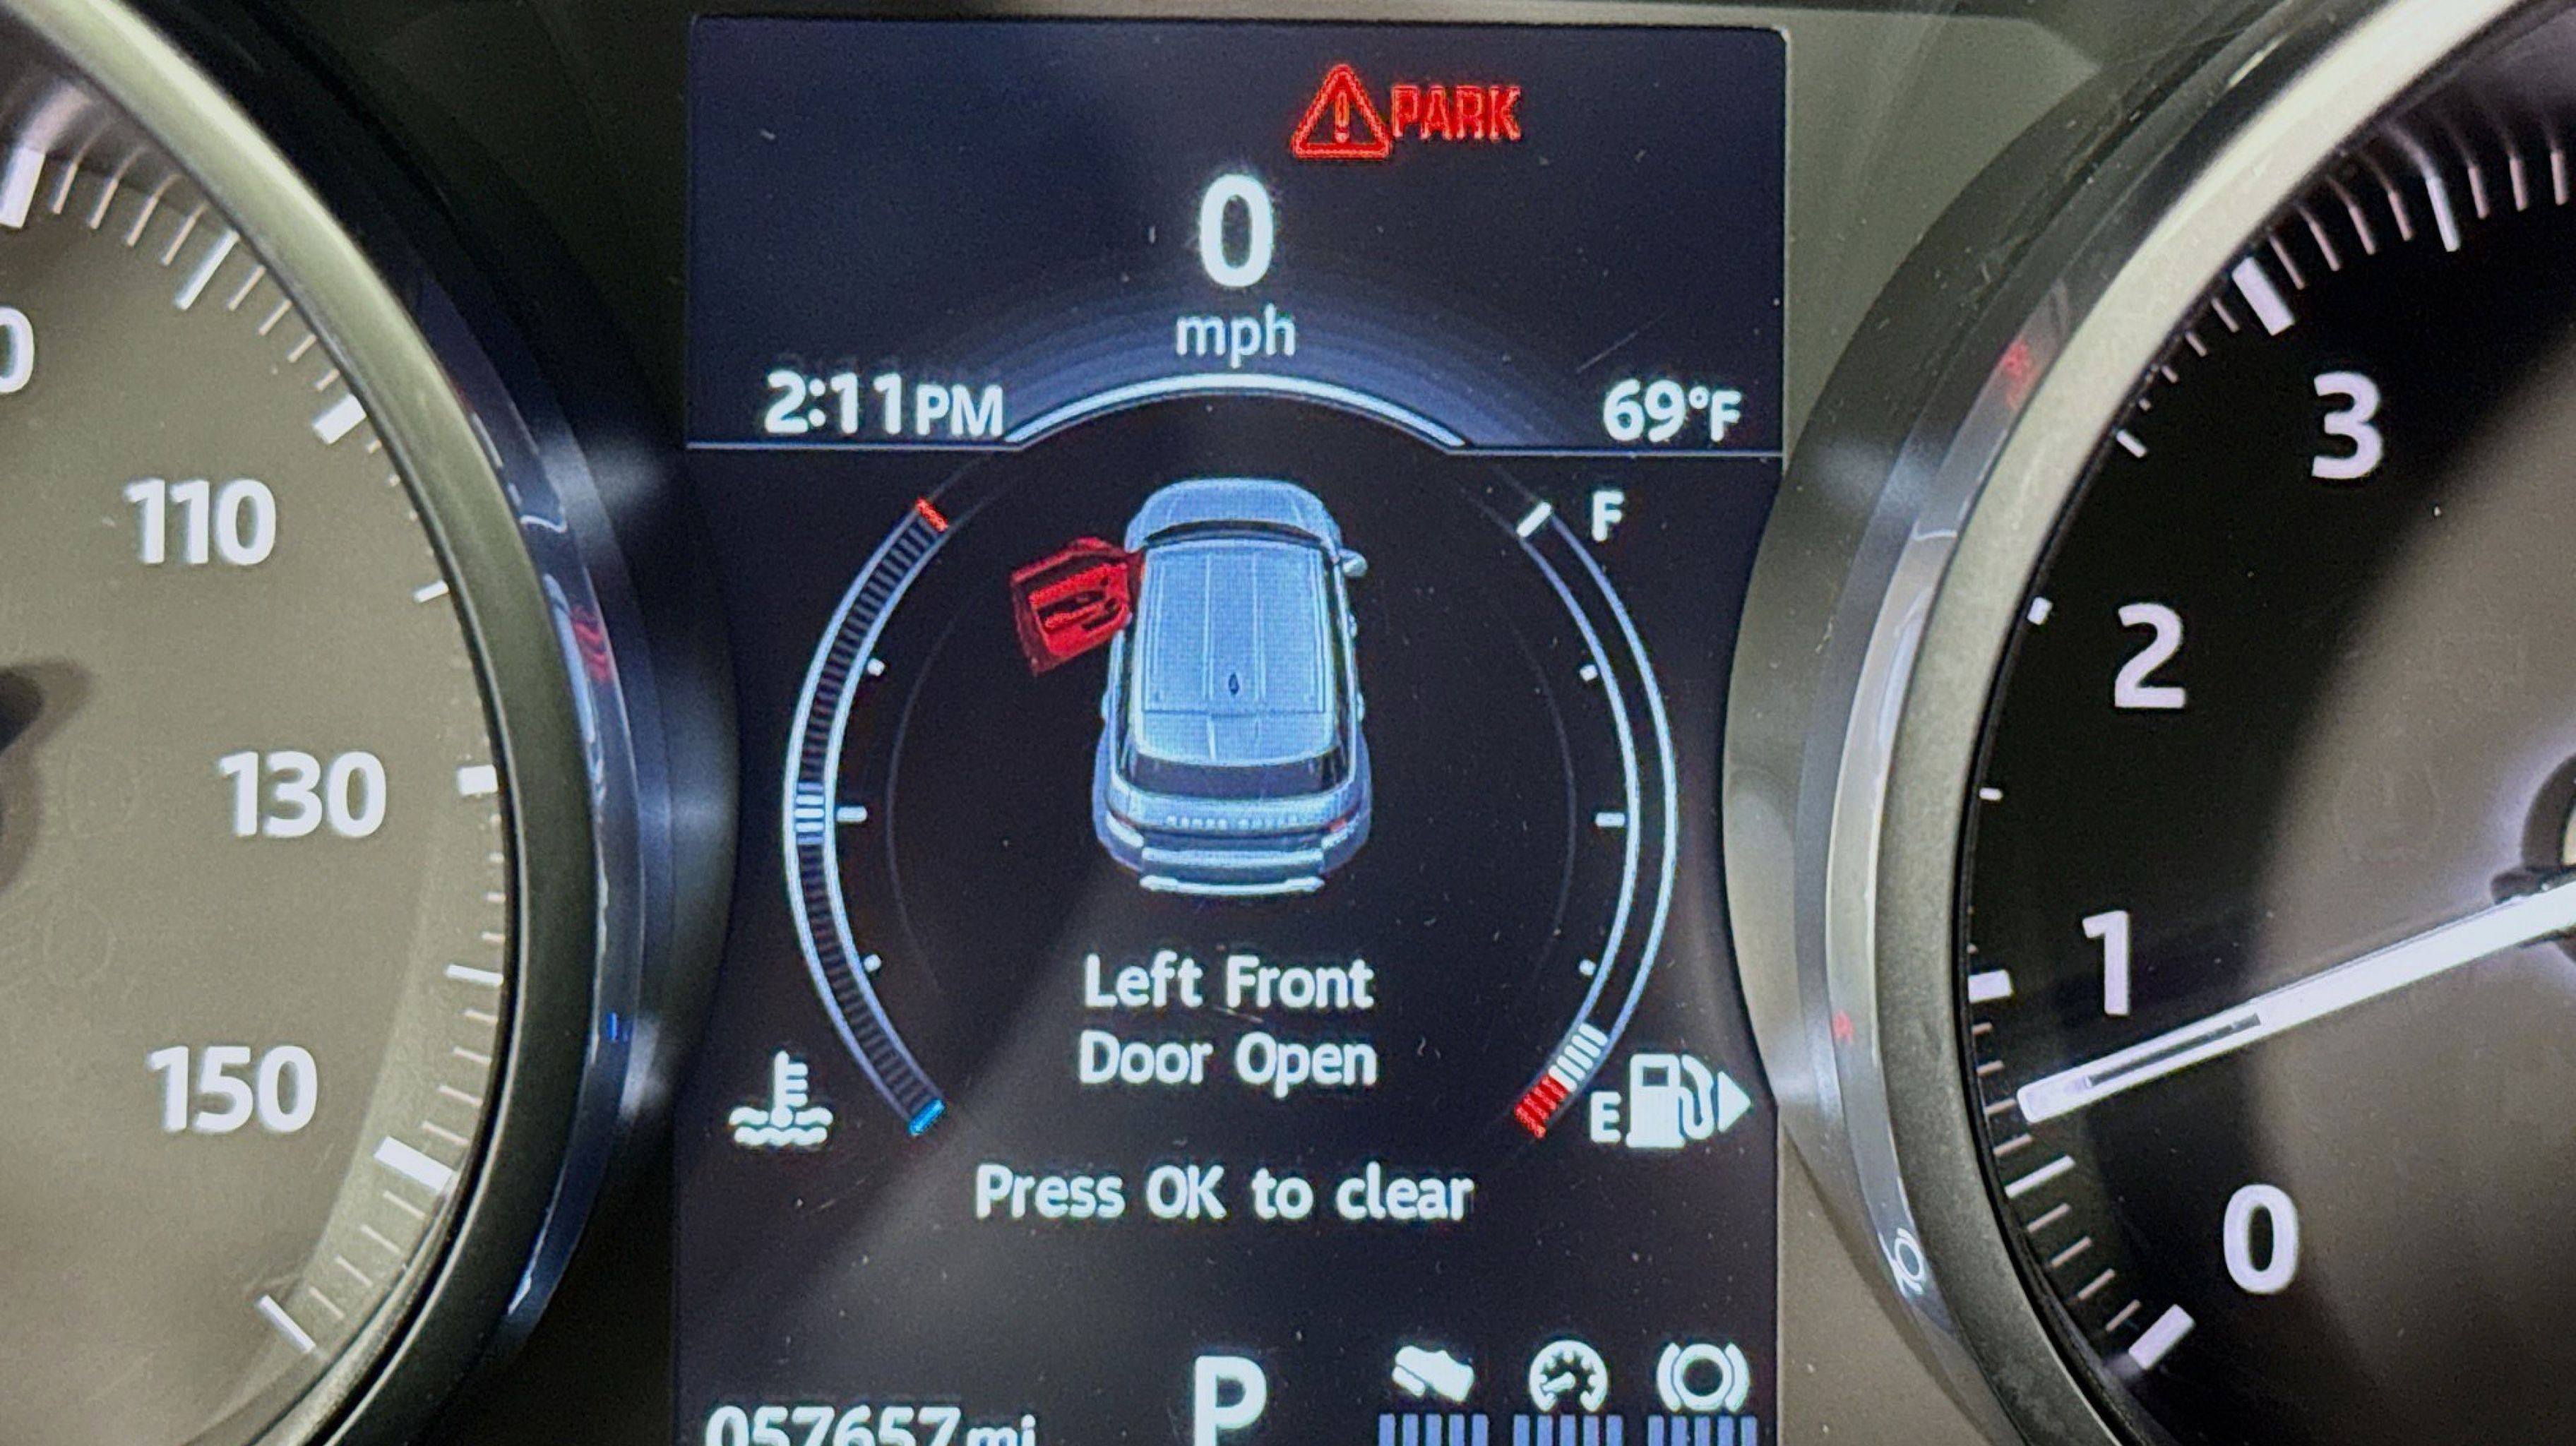 PARK
0
mph
2:11PM
69°F
F
3
110
2
130
1
Left Front
Door Open
E
150
Press OK to clear
0
P
057657mi